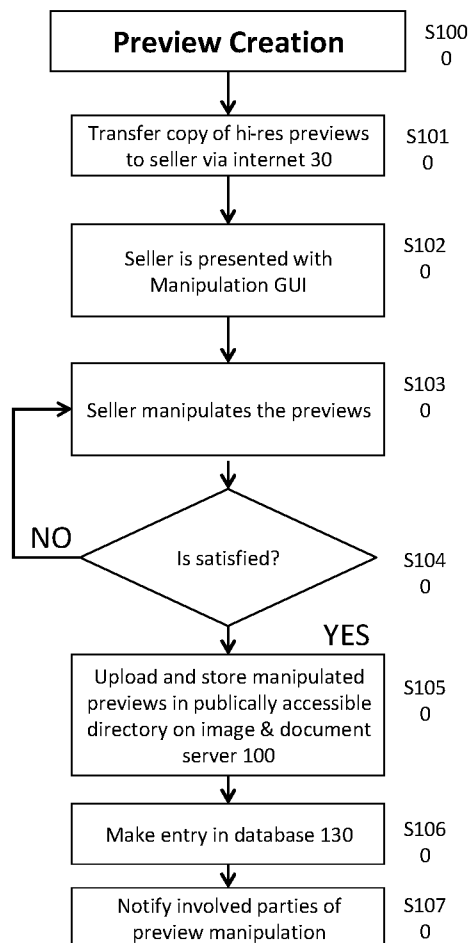 Preview Creation
S100
0
Transfer copy of hi-res previews
to seller via internet 30
S101
0
Seller is presented with
Manipulation GUI
S102
0
Seller manipulates the previews
S103
0
NO
Is satisfied?
S104
0
YES
Upload and store manipulated
previews in publically accessible
directory on image & document
server 100
S105
0
Make entry in database 130
S106
0
Notify involved parties of
preview manipulation
S107
0